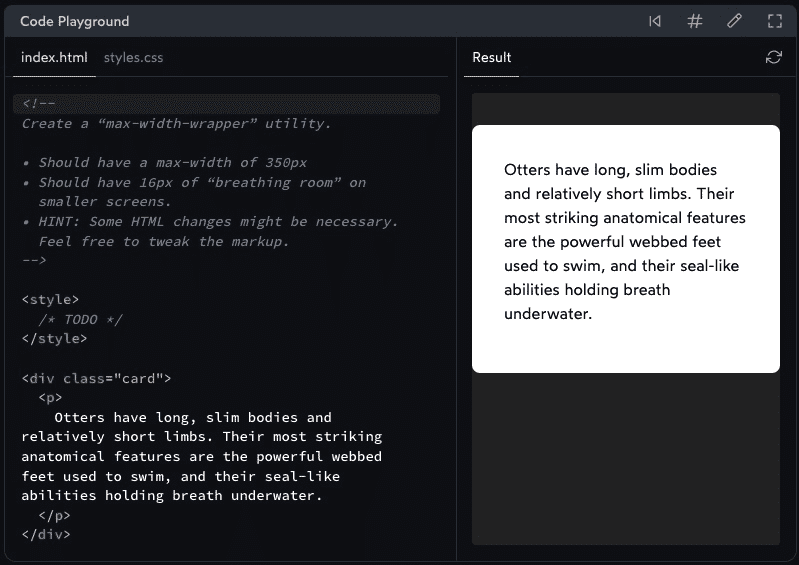 Code Playground
index.html styles.css
<!--
Create a “max-width-wrapper” utility.
• Should have a max-width of 350px
• Should have 16px of “breathing room” on
smaller screens.
• HINT: Some HTML changes might be necessary.
Feel free to tweak the markup.
-->
<style>
/* TODO */
</style>
<div class="card">
<p>
Otters have long, slim bodies and
relatively short limbs. Their most striking
anatomical features are the powerful webbed
feet used to swim, and their seal-like
abilities holding breath underwater.
</p>
</div>
Result
Otters have long, slim bodies
and relatively short limbs. Their
most striking anatomical features
are the powerful webbed feet
used to swim, and their seal-like
abilities holding breath
underwater.